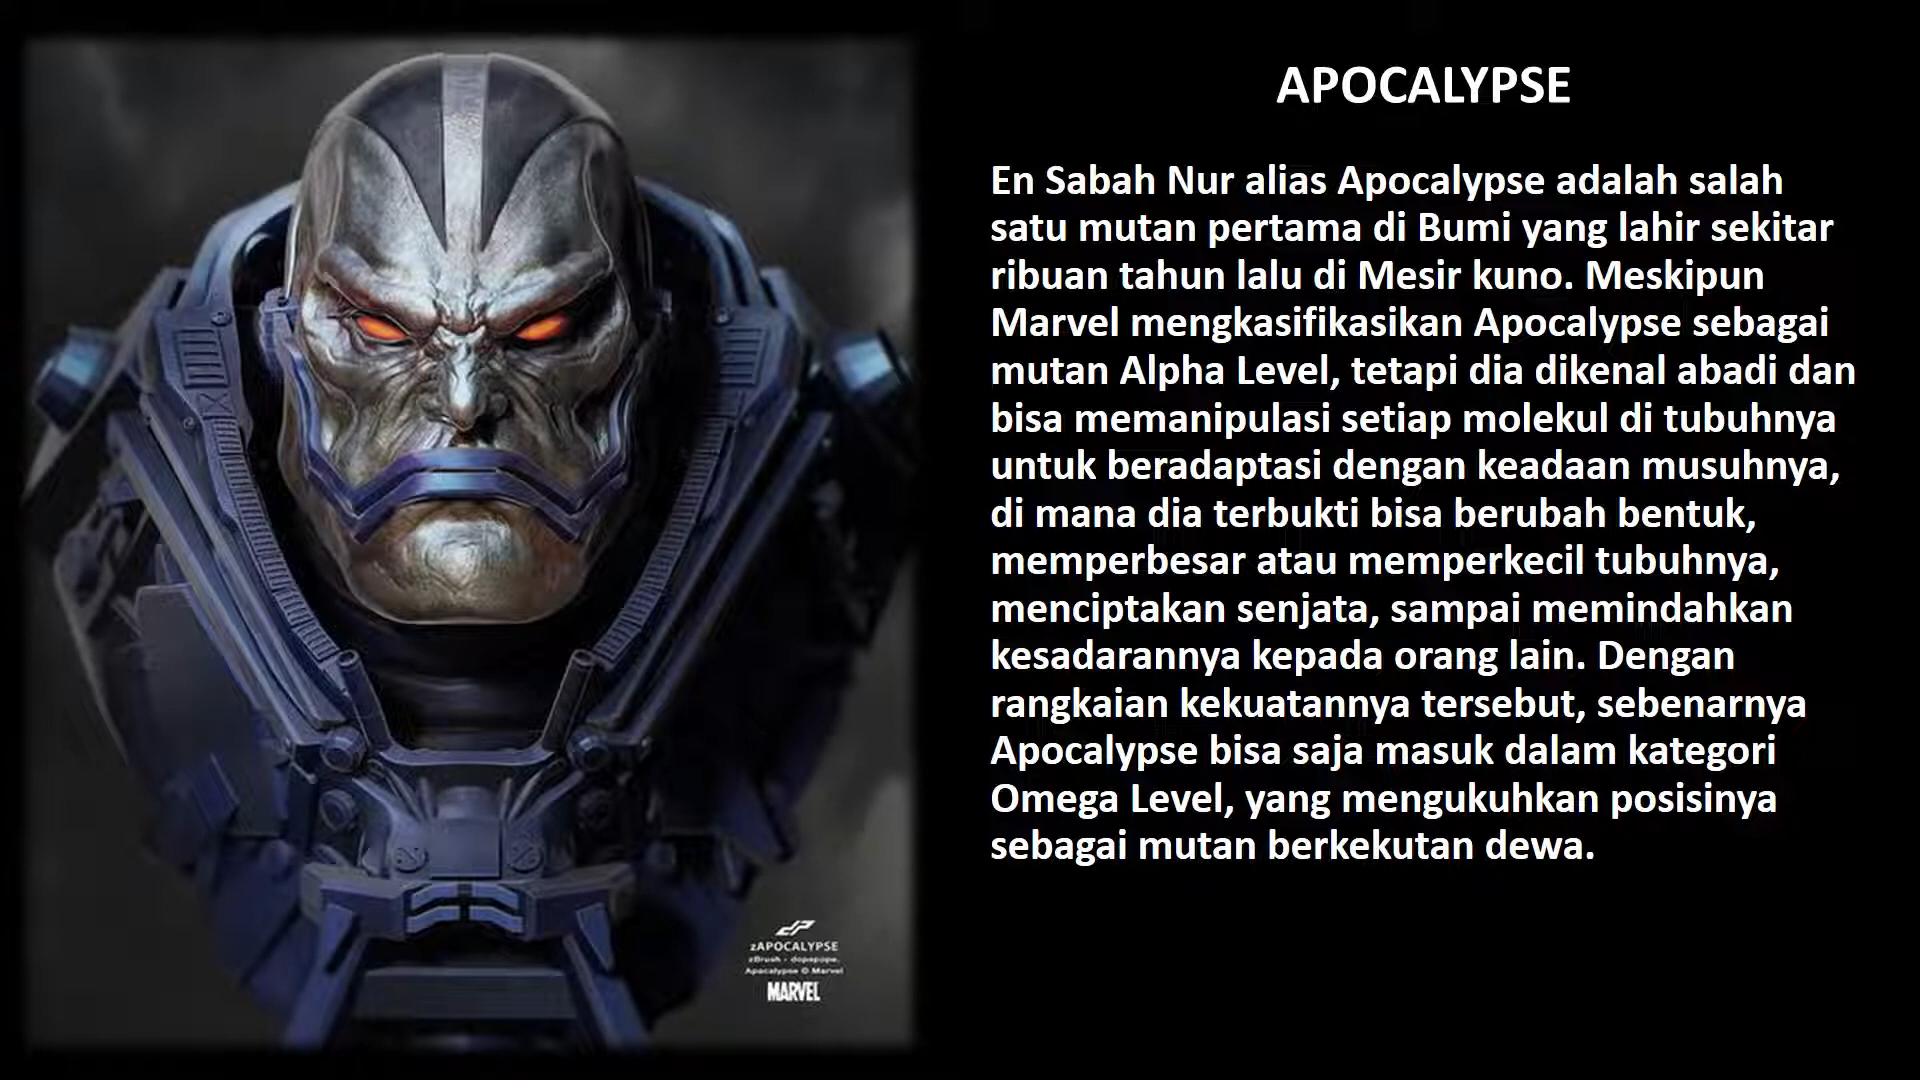 APOCALYPSE
En Sabah Nur alias Apocalypse adalah salah
satu mutan pertama di Bumi yang lahir sekitar
ribuan tahun lalu di Mesir kuno. Meskipun
Marvel mengkasifikasikan Apocalypse sebagai
mutan Alpha Level, tetapi dia dikenal abadi dan
bisa memanipulasi setiap molekul di tubuhnya
untuk beradaptasi dengan keadaan musuhnya,
di mana dia terbukti bisa berubah bentuk,
memperbesar atau memperkecil tubuhnya,
menciptakan senjata, sampai memindahkan
kesadarannya kepada orang lain. Dengan
rangkaian kekuatannya tersebut, sebenarnya
Apocalypse bisa saja masuk dalam kategori
Omega Level, yang mengukuhkan posisinya
sebagai mutan berkekutan dewa.
zAPOCALYPSE
zBrush - dopepope.
Apocalypse © Marvel
MARVEL